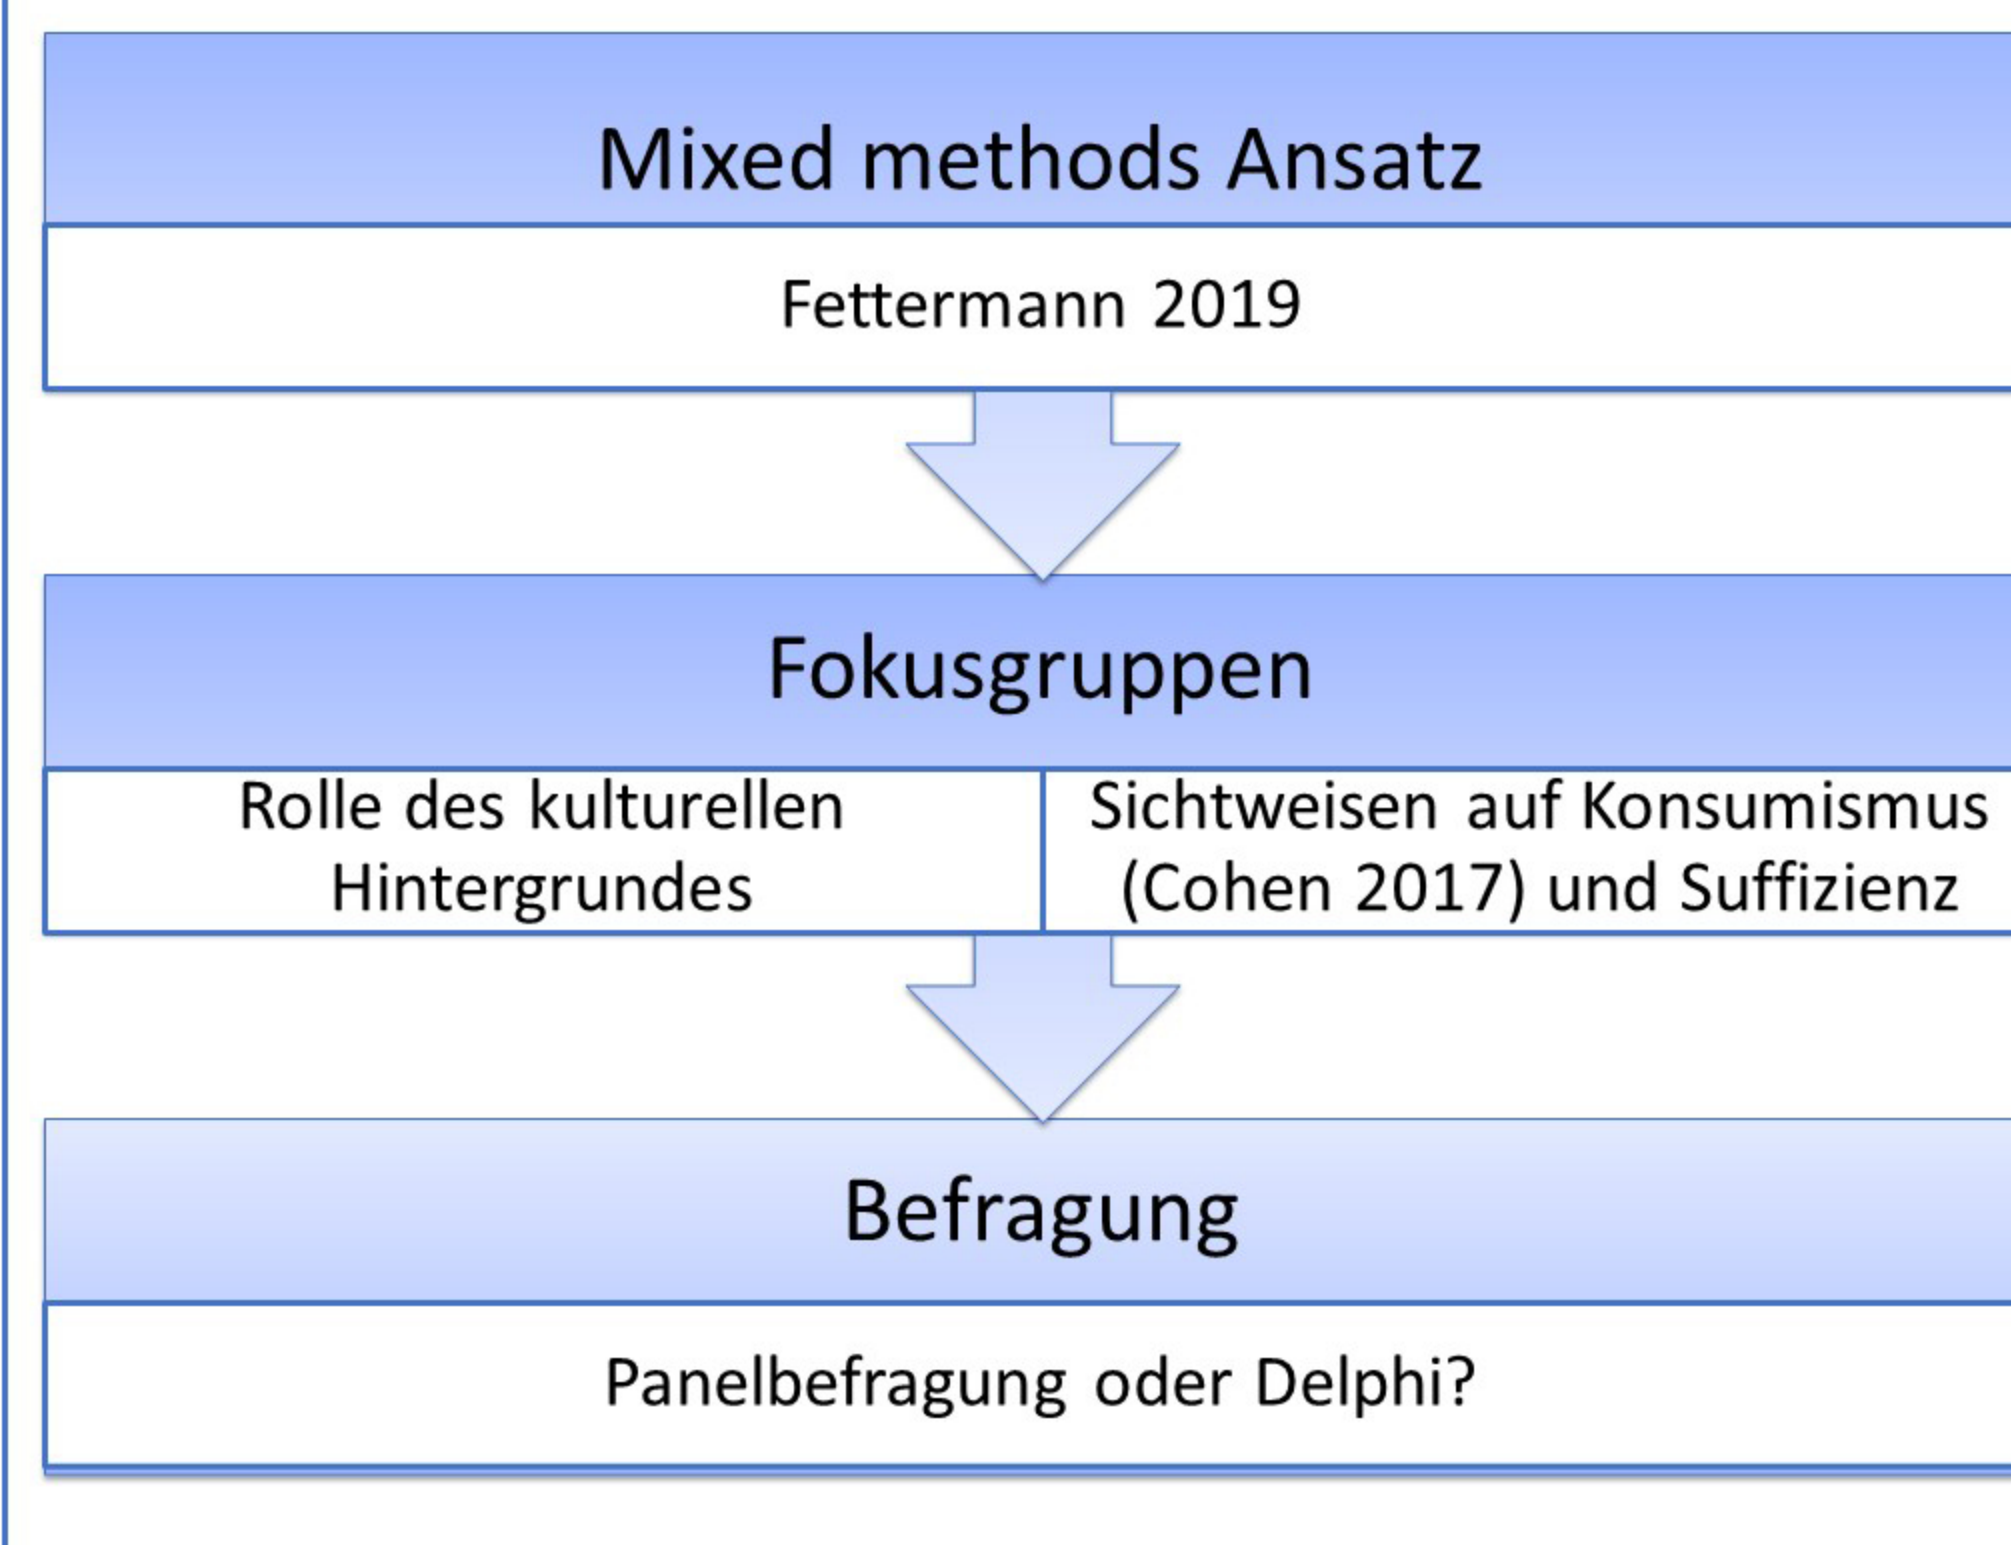 Mixed methods Ansatz
Fettermann 2019
Fokusgruppen
Rolle des kulturellen
Hintergrundes
Sichtweisen auf Konsumismus
(Cohen 2017) und Suffizienz
Befragung
Panelbefragung oder Delphi?